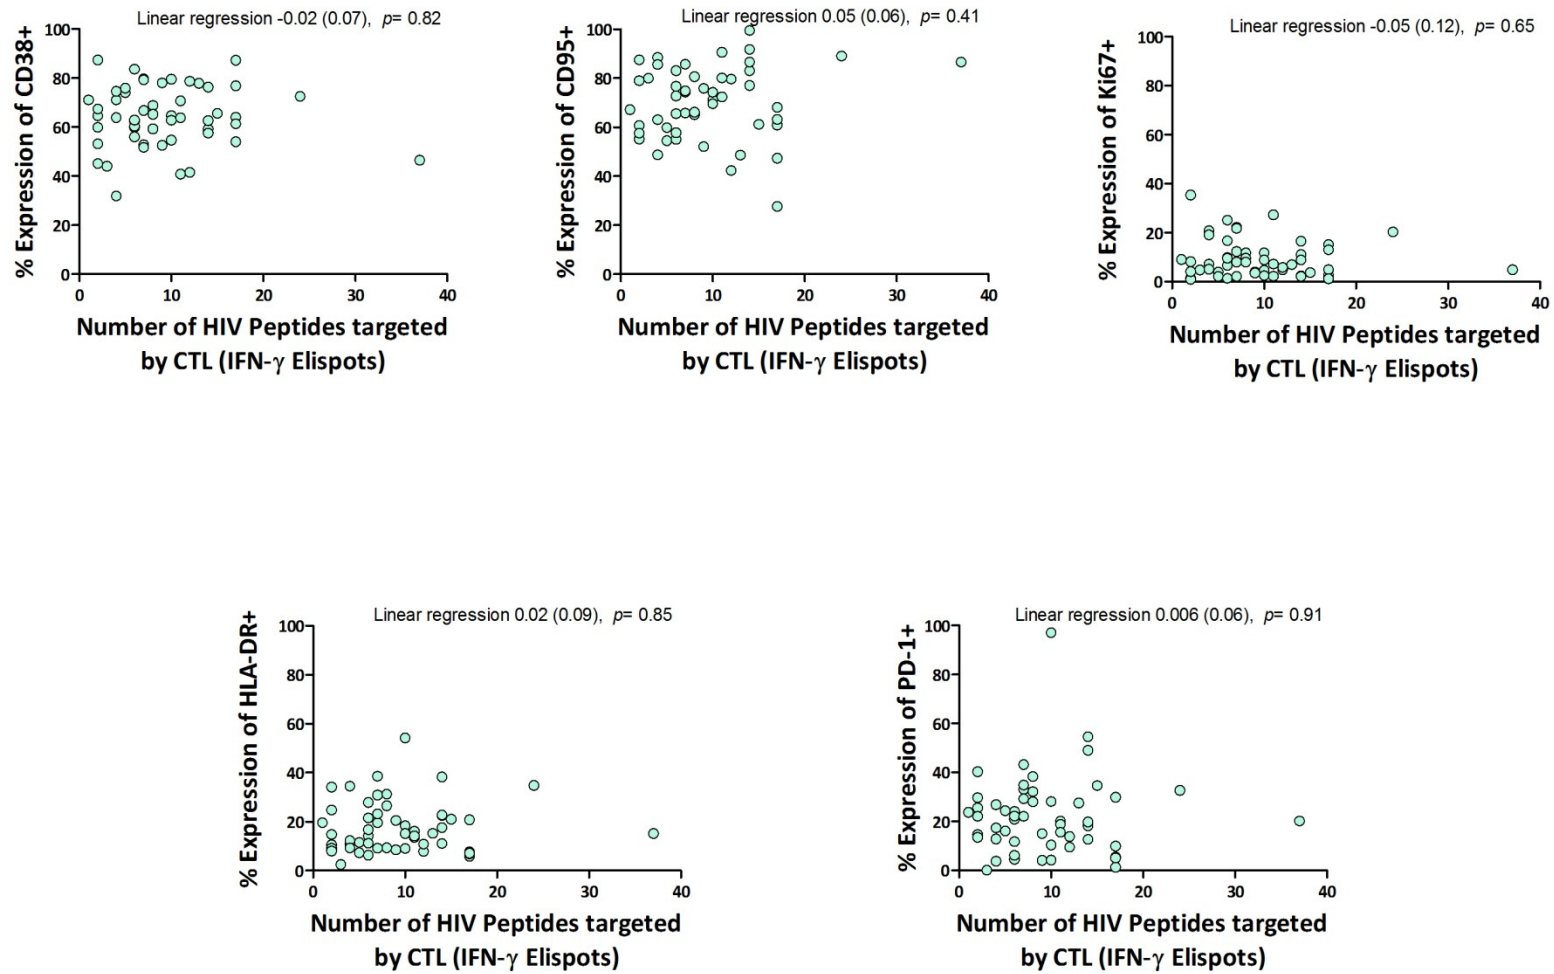 Linear regression -0.02 (0.07), p= 0.82
% Expression of CD38+
100
80
60
40
20
0
0 10 20 30 40
Number of HIV Peptides targeted
by CTL (IFN-γ Elispots)
Linear regression 0.05 (0.06), p= 0.41
% Expression of CD95+
100
80
60
40
20
0
0 10 20 30 40
Number of HIV Peptides targeted
by CTL (IFN-γ Elispots)
Linear regression -0.05 (0.12), p= 0.65
% Expression of Ki67+
100
80
60
40
20
0
0 10 20 30 40
Number of HIV Peptides targeted
by CTL (IFN-γ Elispots)
Linear regression 0.02 (0.09), p= 0.85
% Expression of HLA-DR+
100
80
60
40
20
0
0 10 20 30 40
Number of HIV Peptides targeted
by CTL (IFN-γ Elispots)
Linear regression 0.006 (0.06), p= 0.91
% Expression of PD-1+
100
80
60
40
20
0
0 10 20 30 40
Number of HIV Peptides targeted
by CTL (IFN-γ Elispots)